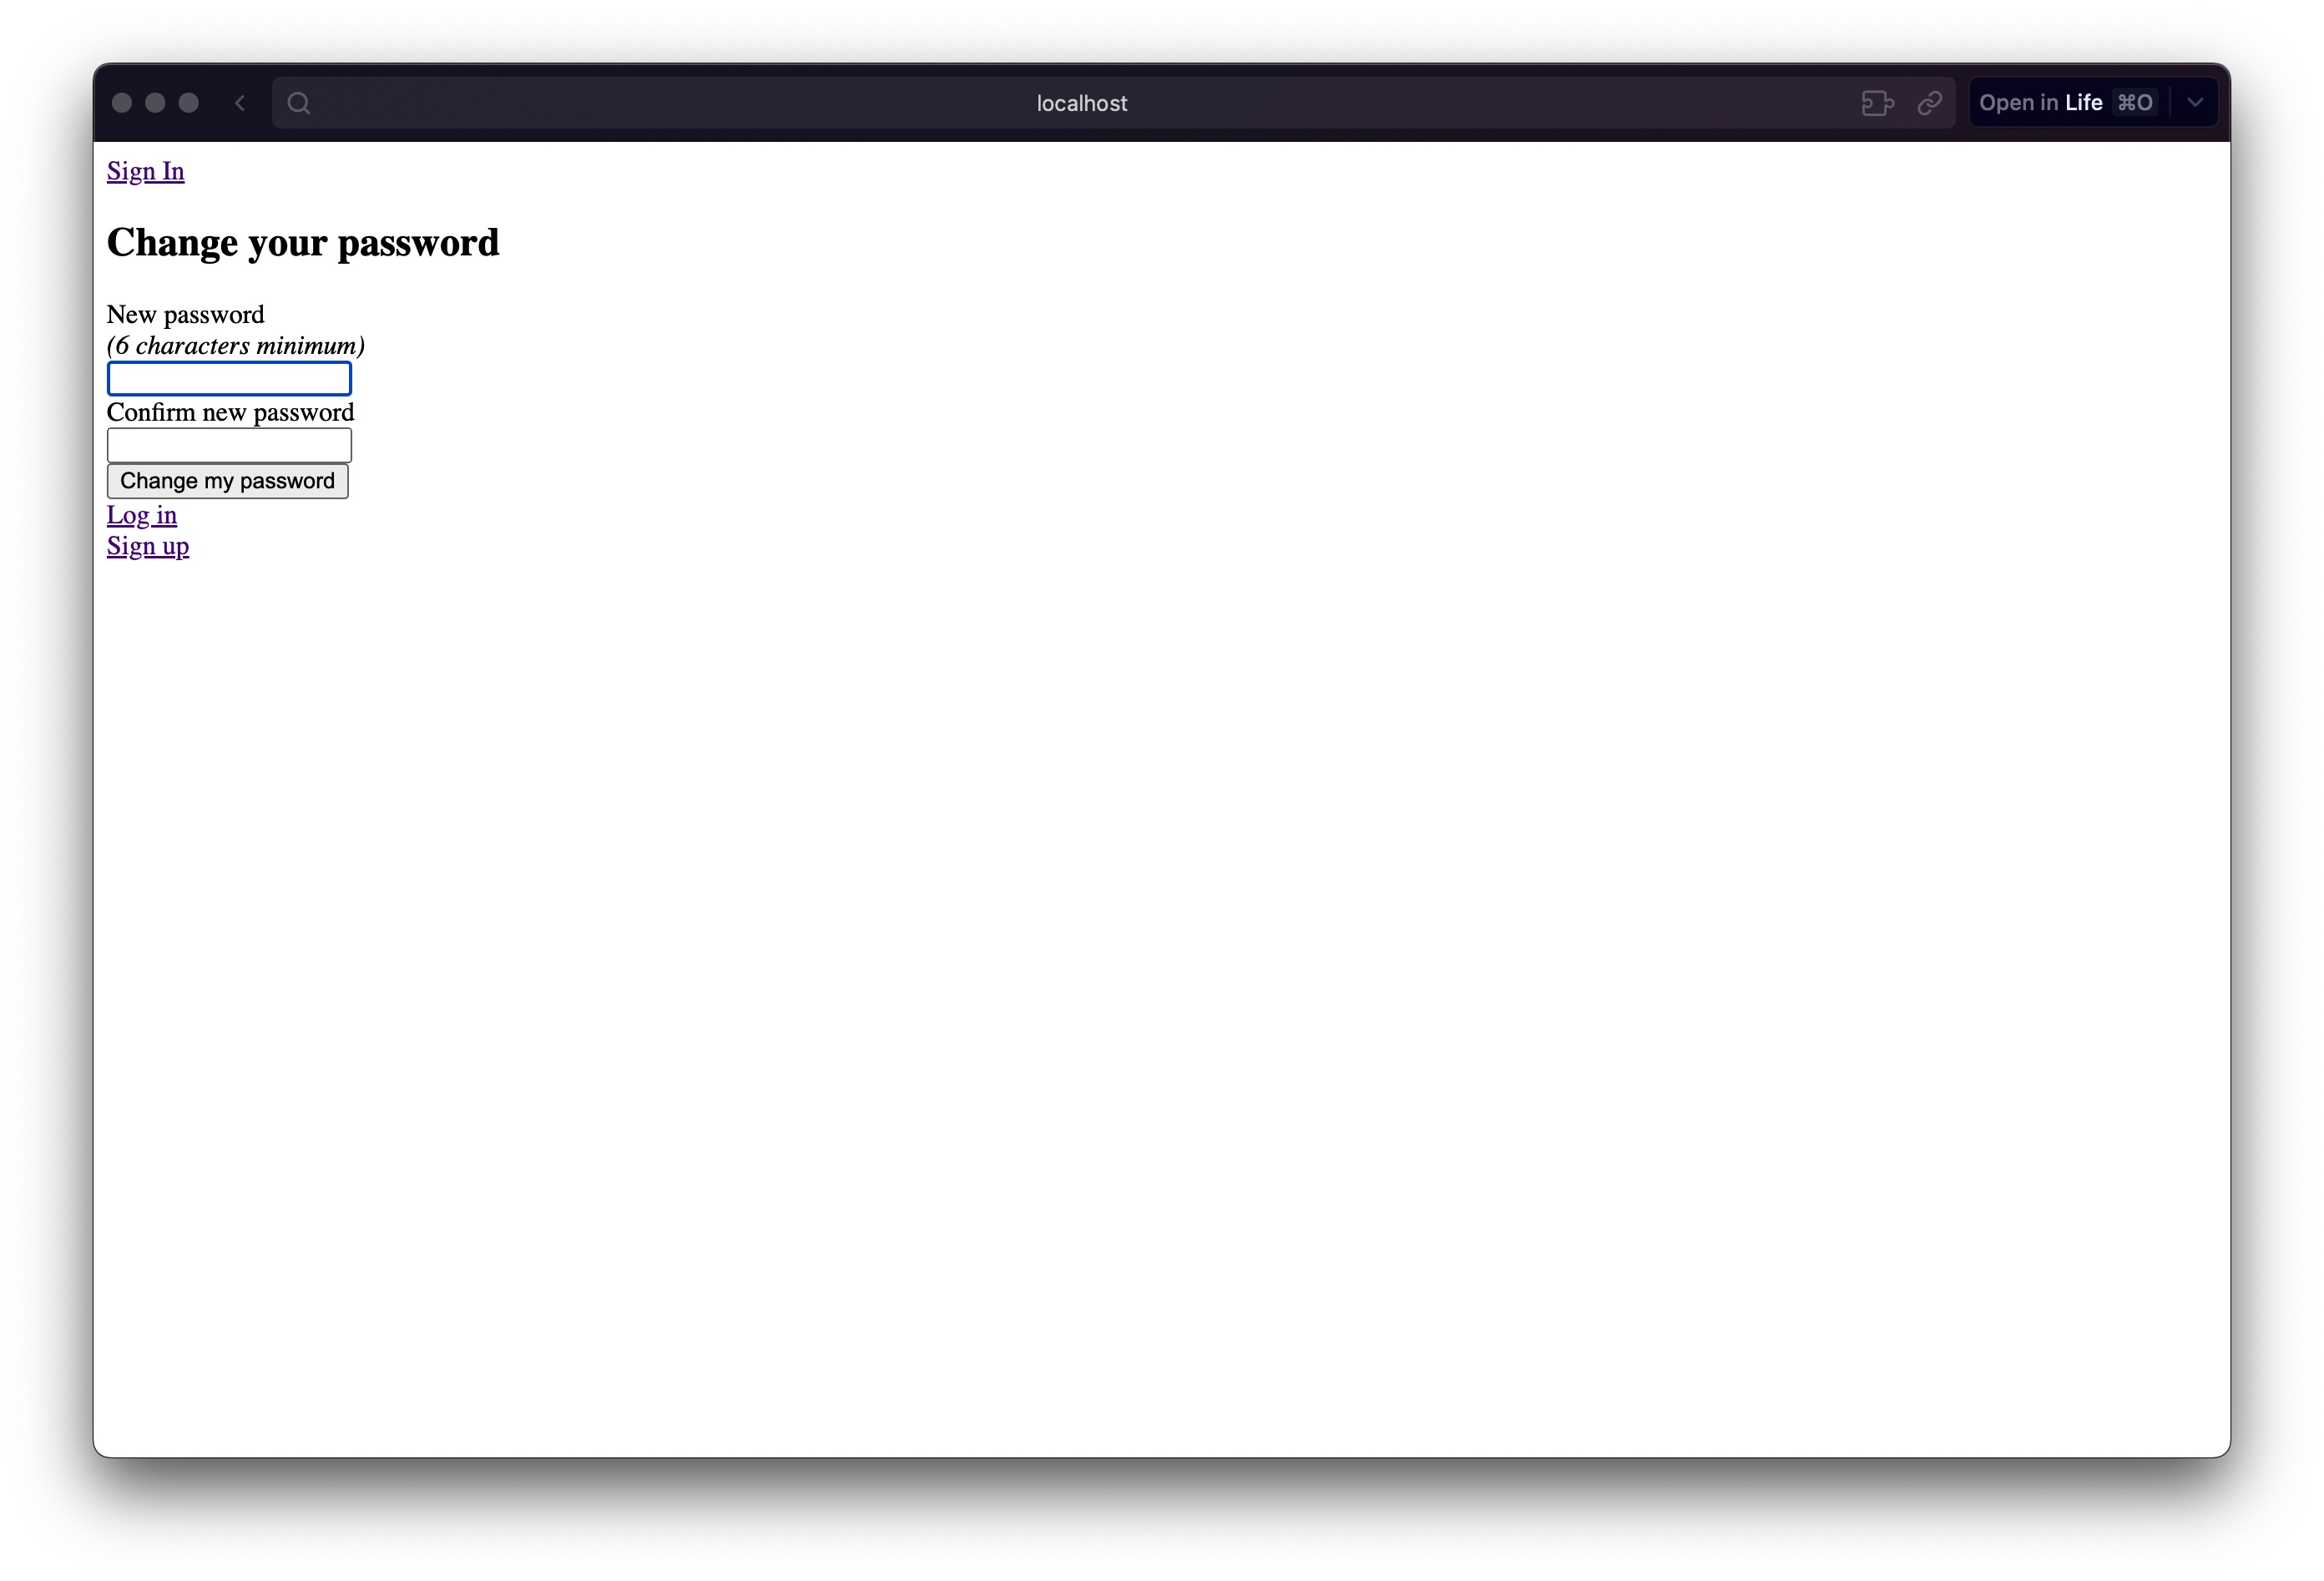 localhost
Open in Life ⌘O
Sign In
Change your password
New password
(6 characters minimum)
Confirm new password
Change my password
Log in
Sign up